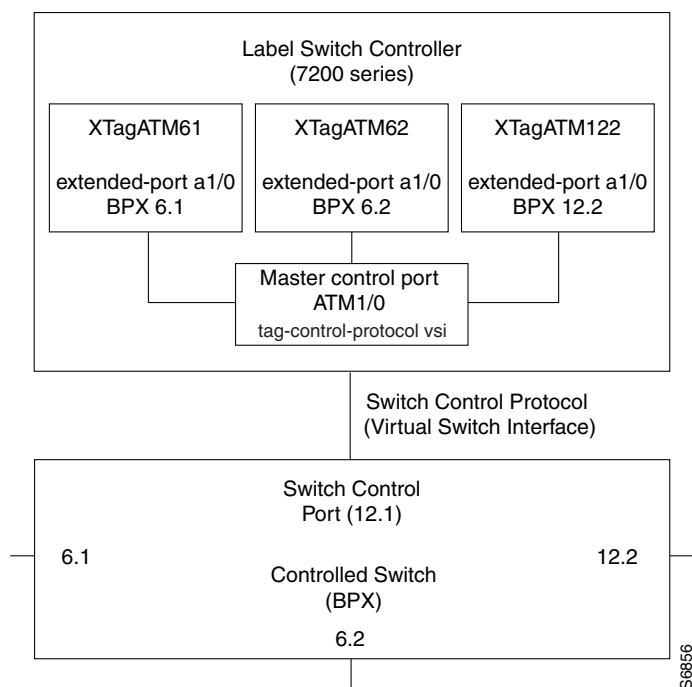 Label Switch Controller
(7200 series)
XTagATM61
extended-port a1/0
BPX 6.1
XTagATM62
extended-port a1/0
BPX 6.2
XTagATM122
extended-port a1/0
BPX 12.2
Master control port
ATM1/0
tag-control-protocol vsi
Switch Control Protocol
(Virtual Switch Interface)
Switch Control
Port (12.1)
6.1
12.2
Controlled Switch
(BPX)
6.2
S6856